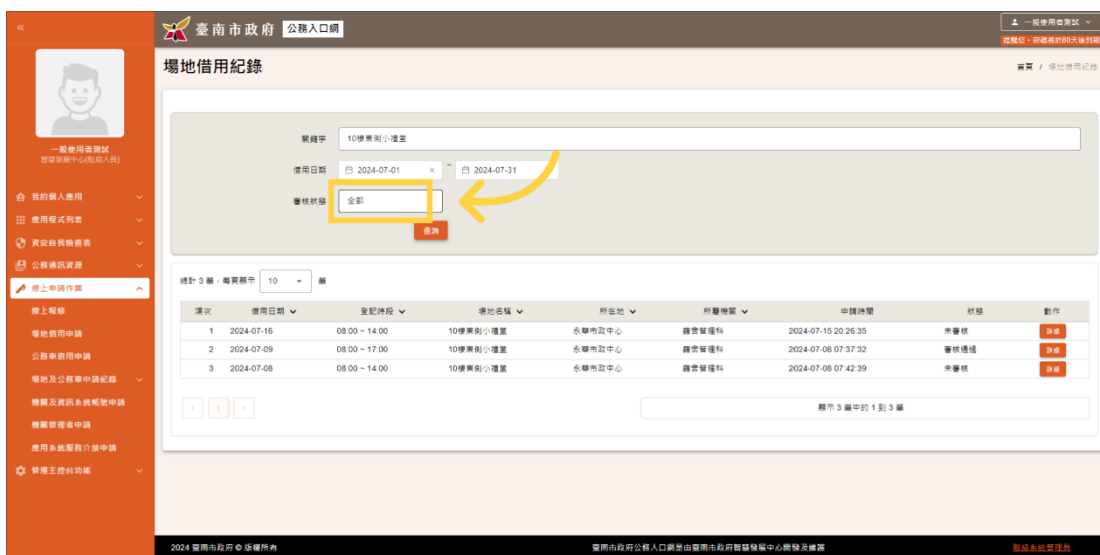 臺南市政府 公務入口網
一般使用者測試
提醒您，密碼將於80天後到期
場地借用紀錄
首頁 / 場地借用紀錄
一般使用者測試
智慧發展中心(駐府人員)
我的個人應用
應用程式列表
資安自我檢查表
公務通訊資源
線上申請作業
線上報修
場地借用申請
公務車借用申請
場地及公務車申請紀錄
機關及資訊系統帳號申請
機關管理者申請
應用系統服務介接申請
管理主控台功能
關鍵字 10樓東側小禮堂
借用日期 2024-07-01 × ~ 2024-07-31
審核狀態 全部
查詢
總計 3 筆，每頁顯示 10 筆
項次 借用日期 登記時段 場地名稱 所在地 所屬機關 申請時間 狀態 動作
1 2024-07-16 08:00 ~ 14:00 10樓東側小禮堂 永華市政中心 廳舍管理科 2024-07-15 20:26:35 未審核 詳細
2 2024-07-09 08:00 ~ 17:00 10樓東側小禮堂 永華市政中心 廳舍管理科 2024-07-08 07:37:32 審核通過 詳細
3 2024-07-08 08:00 ~ 14:00 10樓東側小禮堂 永華市政中心 廳舍管理科 2024-07-08 07:42:39 未審核 詳細
顯示 3 筆中的 1 到 3 筆
2024 臺南市政府 © 版權所有
臺南市政府公務入口網是由臺南市政府智慧發展中心開發及維護
聯絡系統管理員